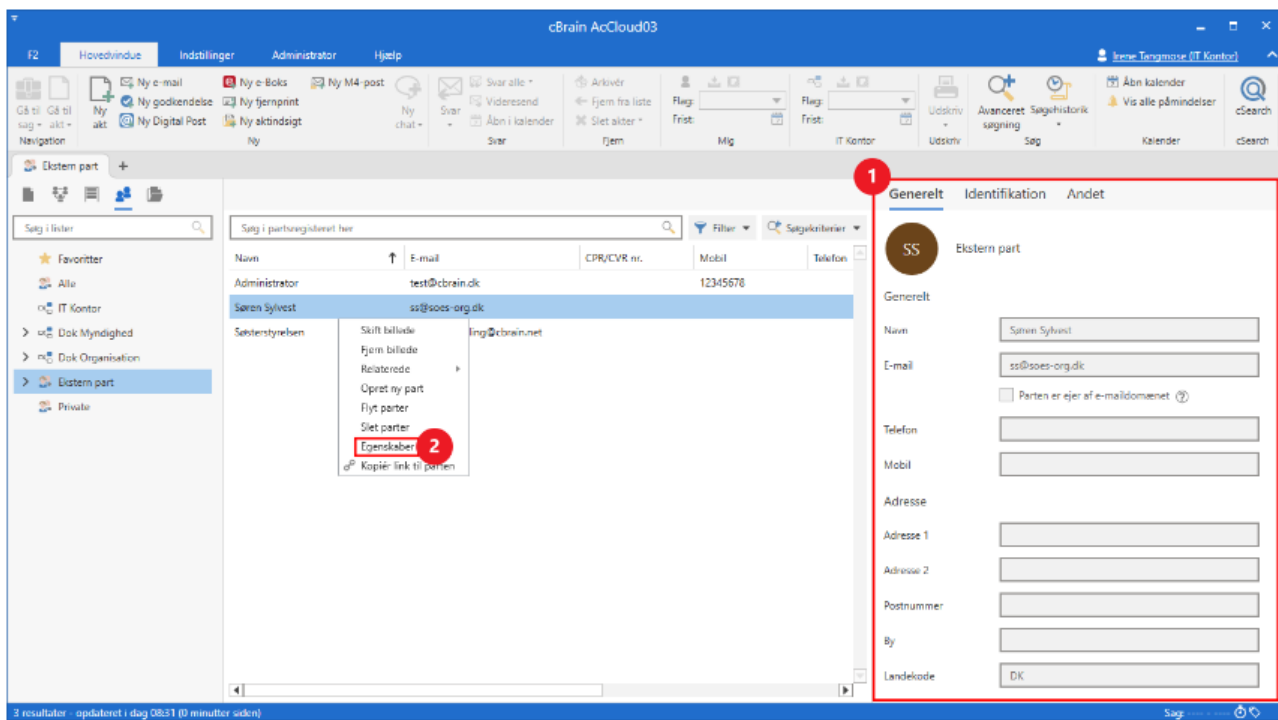 cBrain AcCloud03
F2 Hovedvindue Indstillinger Administrator Hjælp Irene Tangmose (IT Kontor)
Ny e-mail Ny e-Boks Ny M4-post Svar alle Arkivér Åbn kalender
Gå til sag Gå til akt Ny akt Ny godkendelse Ny fjernprint Ny chat Svar Videresend Fjern fra liste Flag: Flag: Udskriv Avanceret søgning Søgehistorik Vis alle påmindelser cSearch
Ny Digital Post Ny aktindsigt Åbn i kalender Slet akter Frist: Frist:
Navigation Ny Svar Fjern Mig IT Kontor Udskriv Søg Kalender cSearch
Ekstern part +
1
Generelt Identifikation Andet
Søg i lister
Søg i partsregisteret her Filter Søgekriterier
SS Ekstern part
Favoritter
Alle
IT Kontor
Dok Myndighed
Dok Organisation
Ekstern part
Private
Navn E-mail CPR/CVR nr. Mobil Telefon
Administrator test@cbrain.dk 12345678
Søren Sylvest ss@soes-org.dk
Søsterstyrelsen ling@cbrain.net
Skift billede
Fjern billede
Relaterede
Opret ny part
Flyt parter
Slet parter
Egenskaber 2
Kopiér link til parten
Generelt
Navn Søren Sylvest
E-mail ss@soes-org.dk
Parten er ejer af e-maildomænet (?)
Telefon
Mobil
Adresse
Adresse 1
Adresse 2
Postnummer
By
Landekode DK
3 resultater - opdateret i dag 08:31 (0 minutter siden) Sag: ---- - ----